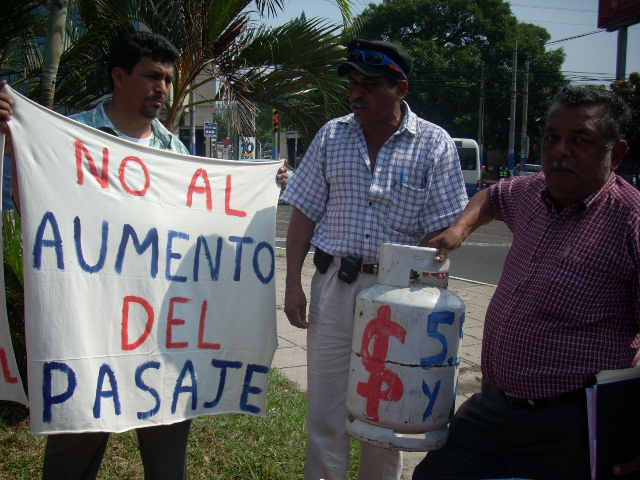 NO AL
AUMENTO
DEL
PASAJE
$ 5.
P Y